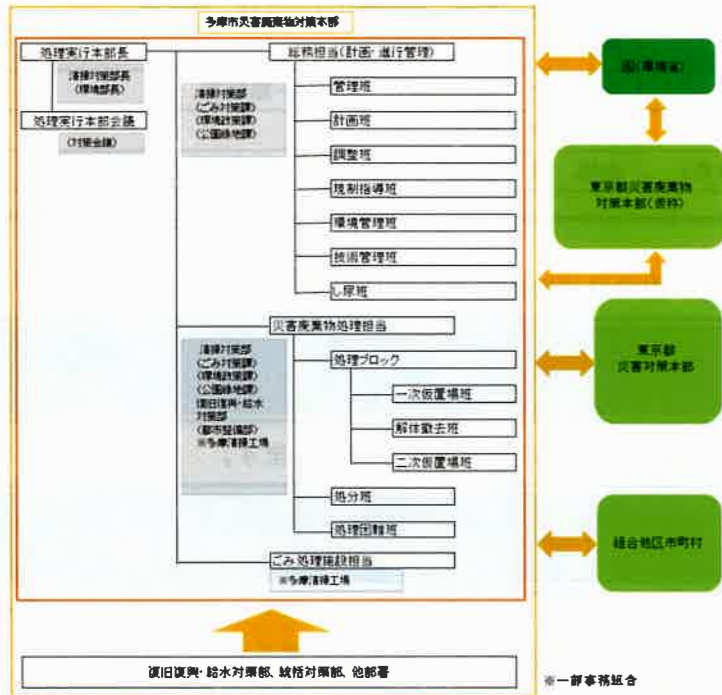 多摩市災害廃棄物対策本部
処理実行本部長
清掃対策部長
(環境部長)
処理実行本部会議
(対策会議)
総務担当(計画・進行管理)
清掃対策部
(ごみ対策課)
(環境政策課)
(公園緑地課)
管理班
計画班
調整班
規制指導班
環境管理班
技術管理班
し尿班
災害廃棄物処理担当
清掃対策部
(ごみ対策課)
(環境政策課)
(公園緑地課)
復旧復興・給水
対策部
(都市整備部)
※多摩清掃工場
処理ブロック
一次仮置場班
解体撤去班
二次仮置場班
処分班
処理困難班
ごみ処理施設担当
※多摩清掃工場
復旧復興・給水対策部、統括対策部、他部署
国(環境省)
東京都災害廃棄物
対策本部(仮称)
東京都
災害対策本部
組合他区市町村
※一部事務組合